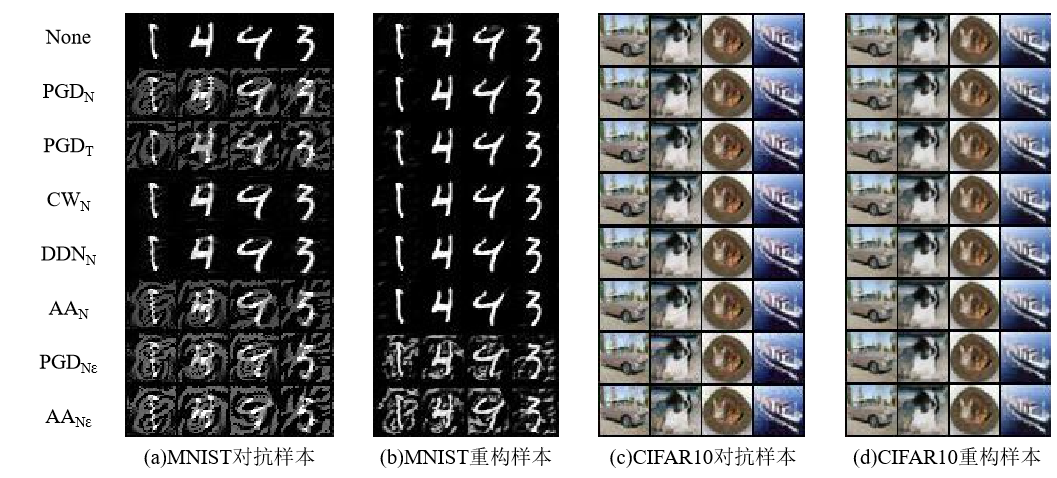 None
PGD_N
PGD_T
CW_N
DDN_N
AA_N
PGD_Nε
AA_Nε
(a)MNIST对抗样本
(b)MNIST重构样本
(c)CIFAR10对抗样本
(d)CIFAR10重构样本